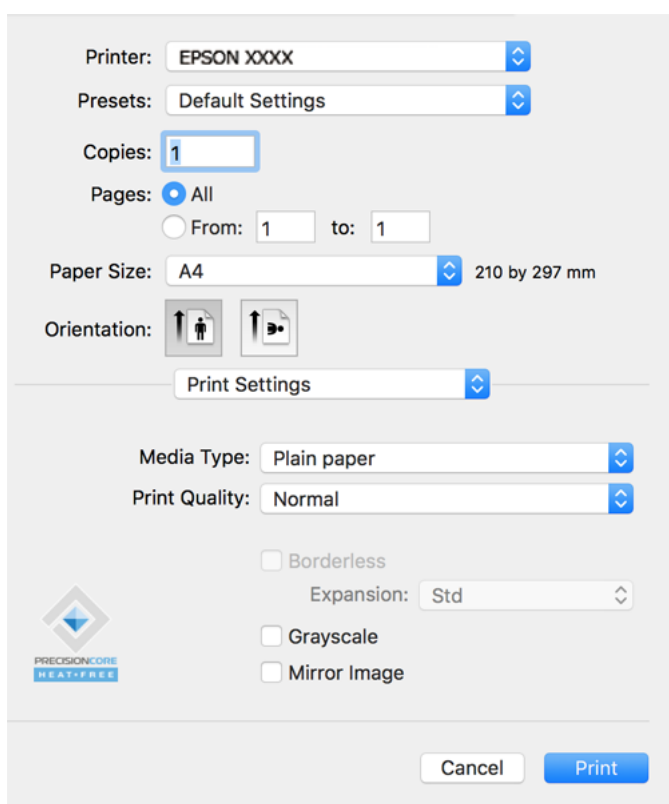 Printer: EPSON XXXX
Presets: Default Settings
Copies: 1
Pages: All
From: 1 to: 1
Paper Size: A4 210 by 297 mm
Orientation:
Print Settings
Media Type: Plain paper
Print Quality: Normal
Borderless
Expansion: Std
Grayscale
Mirror Image
PRECISIONCORE
HEAT-FREE
Cancel Print